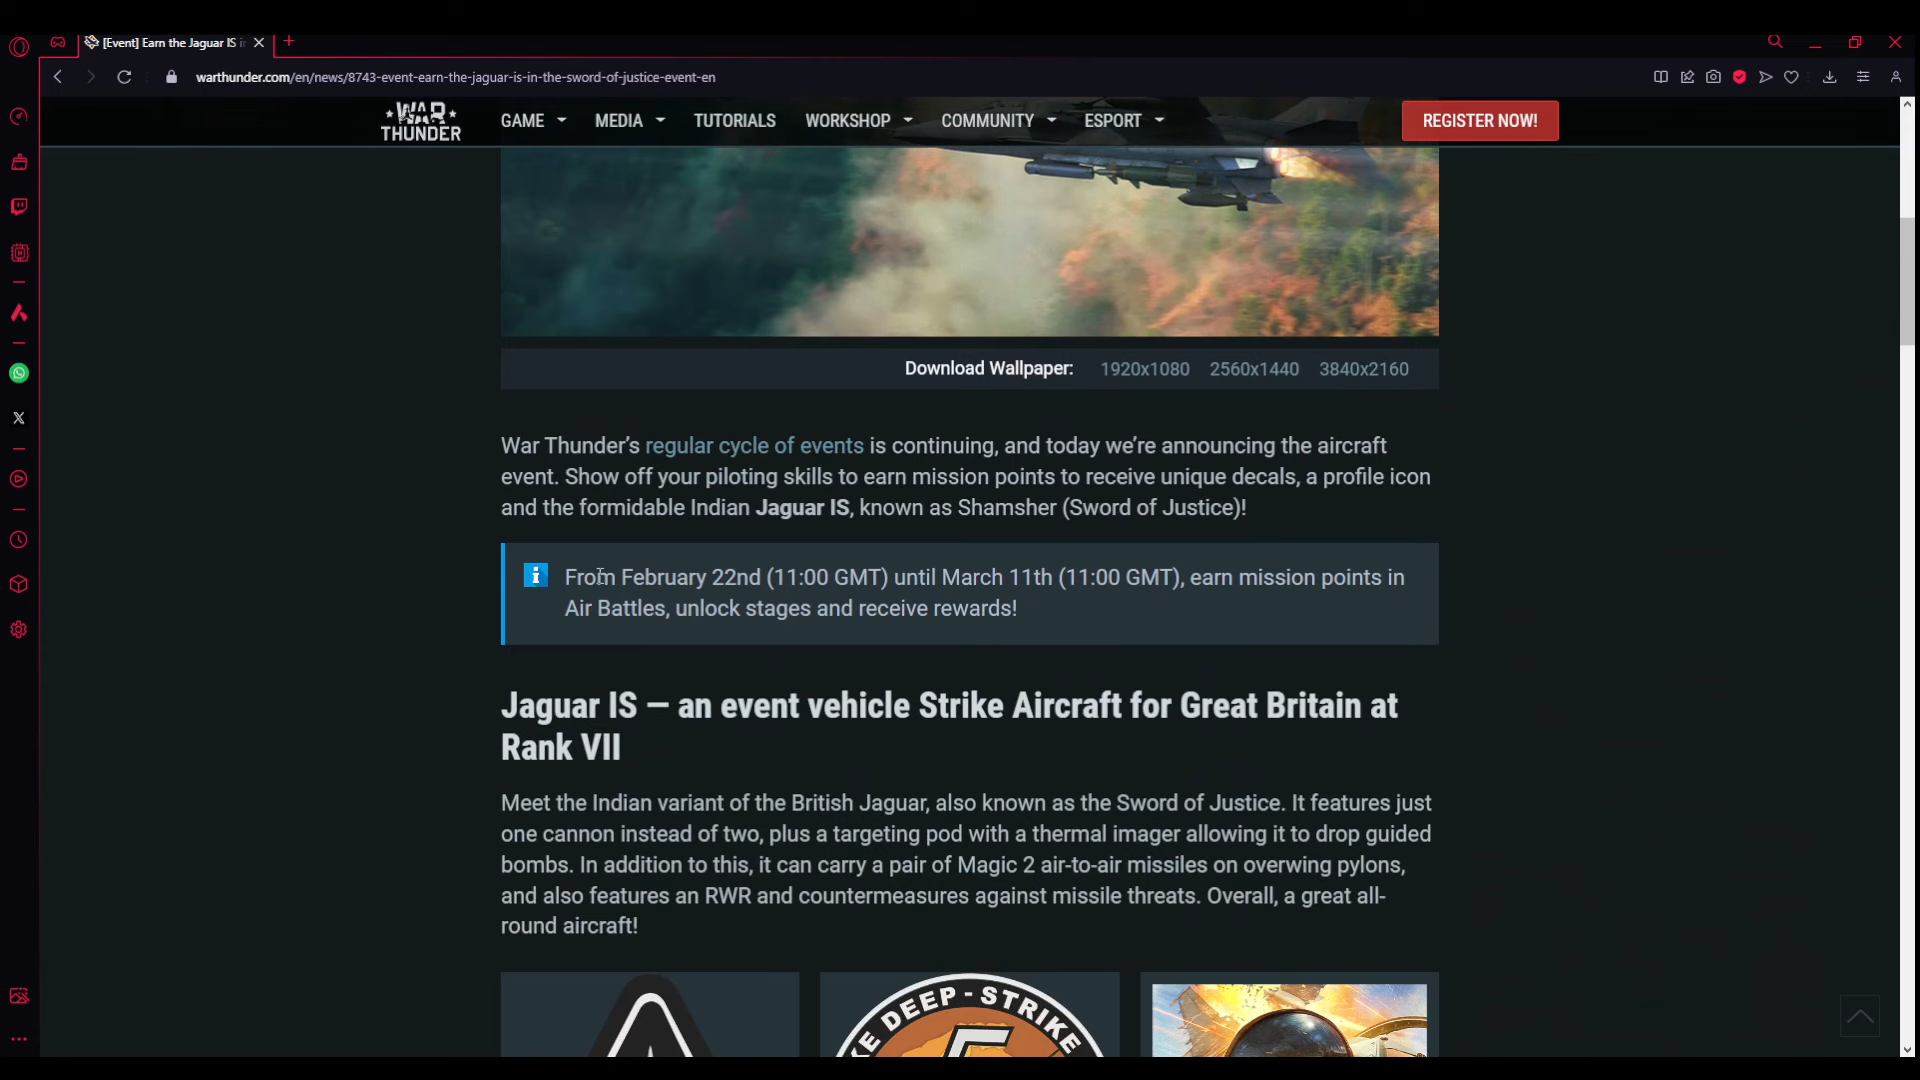 [Event] Earn the Jaguar IS i
warthunder.com/en/news/8743-event-earn-the-jaguar-is-in-the-sword-of-justice-event-en
WAR THUNDER
GAME
MEDIA
TUTORIALS
WORKSHOP
COMMUNITY
ESPORT
REGISTER NOW!
Download Wallpaper: 1920x1080 2560x1440 3840x2160
War Thunder’s regular cycle of events is continuing, and today we’re announcing the aircraft
event. Show off your piloting skills to earn mission points to receive unique decals, a profile icon
and the formidable Indian Jaguar IS, known as Shamsher (Sword of Justice)!
From February 22nd (11:00 GMT) until March 11th (11:00 GMT), earn mission points in
Air Battles, unlock stages and receive rewards!
Jaguar IS — an event vehicle Strike Aircraft for Great Britain at
Rank VII
Meet the Indian variant of the British Jaguar, also known as the Sword of Justice. It features just
one cannon instead of two, plus a targeting pod with a thermal imager allowing it to drop guided
bombs. In addition to this, it can carry a pair of Magic 2 air-to-air missiles on overwing pylons,
and also features an RWR and countermeasures against missile threats. Overall, a great all-
round aircraft!
DEEP - STRIKE
5